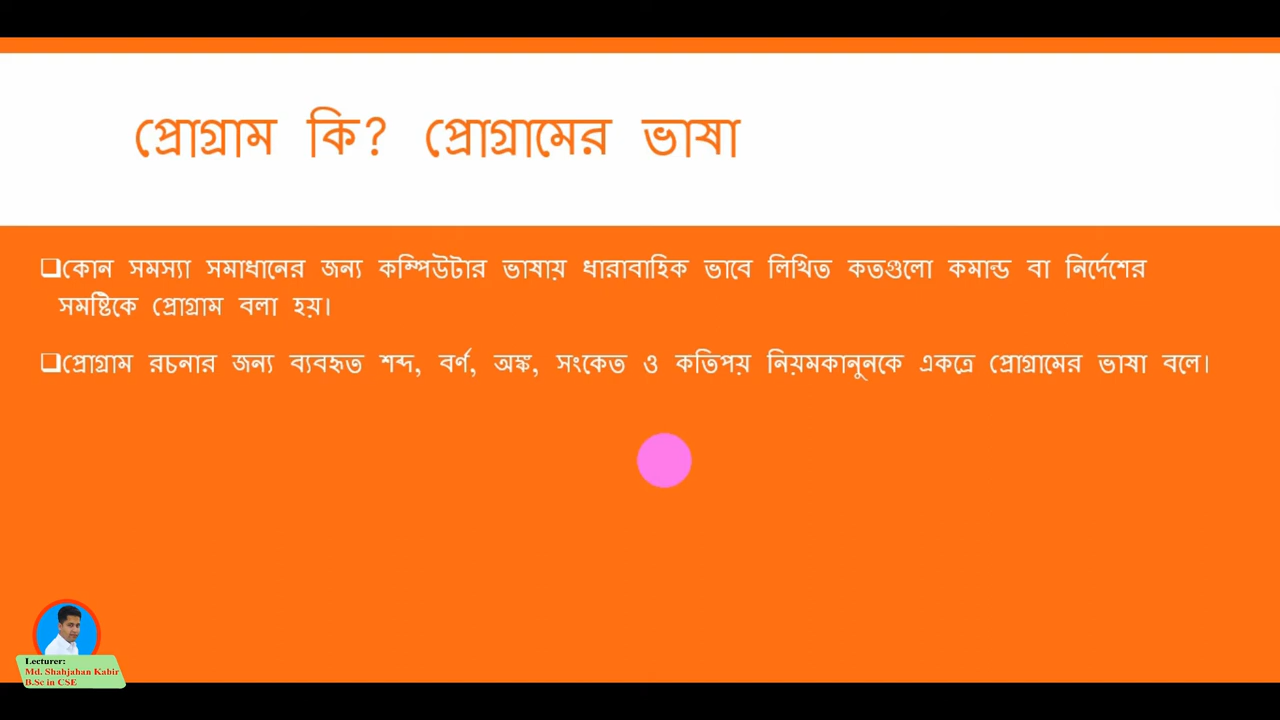 প্রোগ্রাম কি? প্রোগ্রামের ভাষা
❑কোন সমস্যা সমাধানের জন্য কম্পিউটার ভাষায় ধারাবাহিক ভাবে লিখিত কতগুলো কমান্ড বা নির্দেশের
সমষ্টিকে প্রোগ্রাম বলা হয়।
❑প্রোগ্রাম রচনার জন্য ব্যবহৃত শব্দ, বর্ণ, অঙ্ক, সংকেত ও কতিপয় নিয়মকানুনকে একত্রে প্রোগ্রামের ভাষা বলে।
Lecturer:
Md. Shahjahan Kabir
B.Sc in CSE